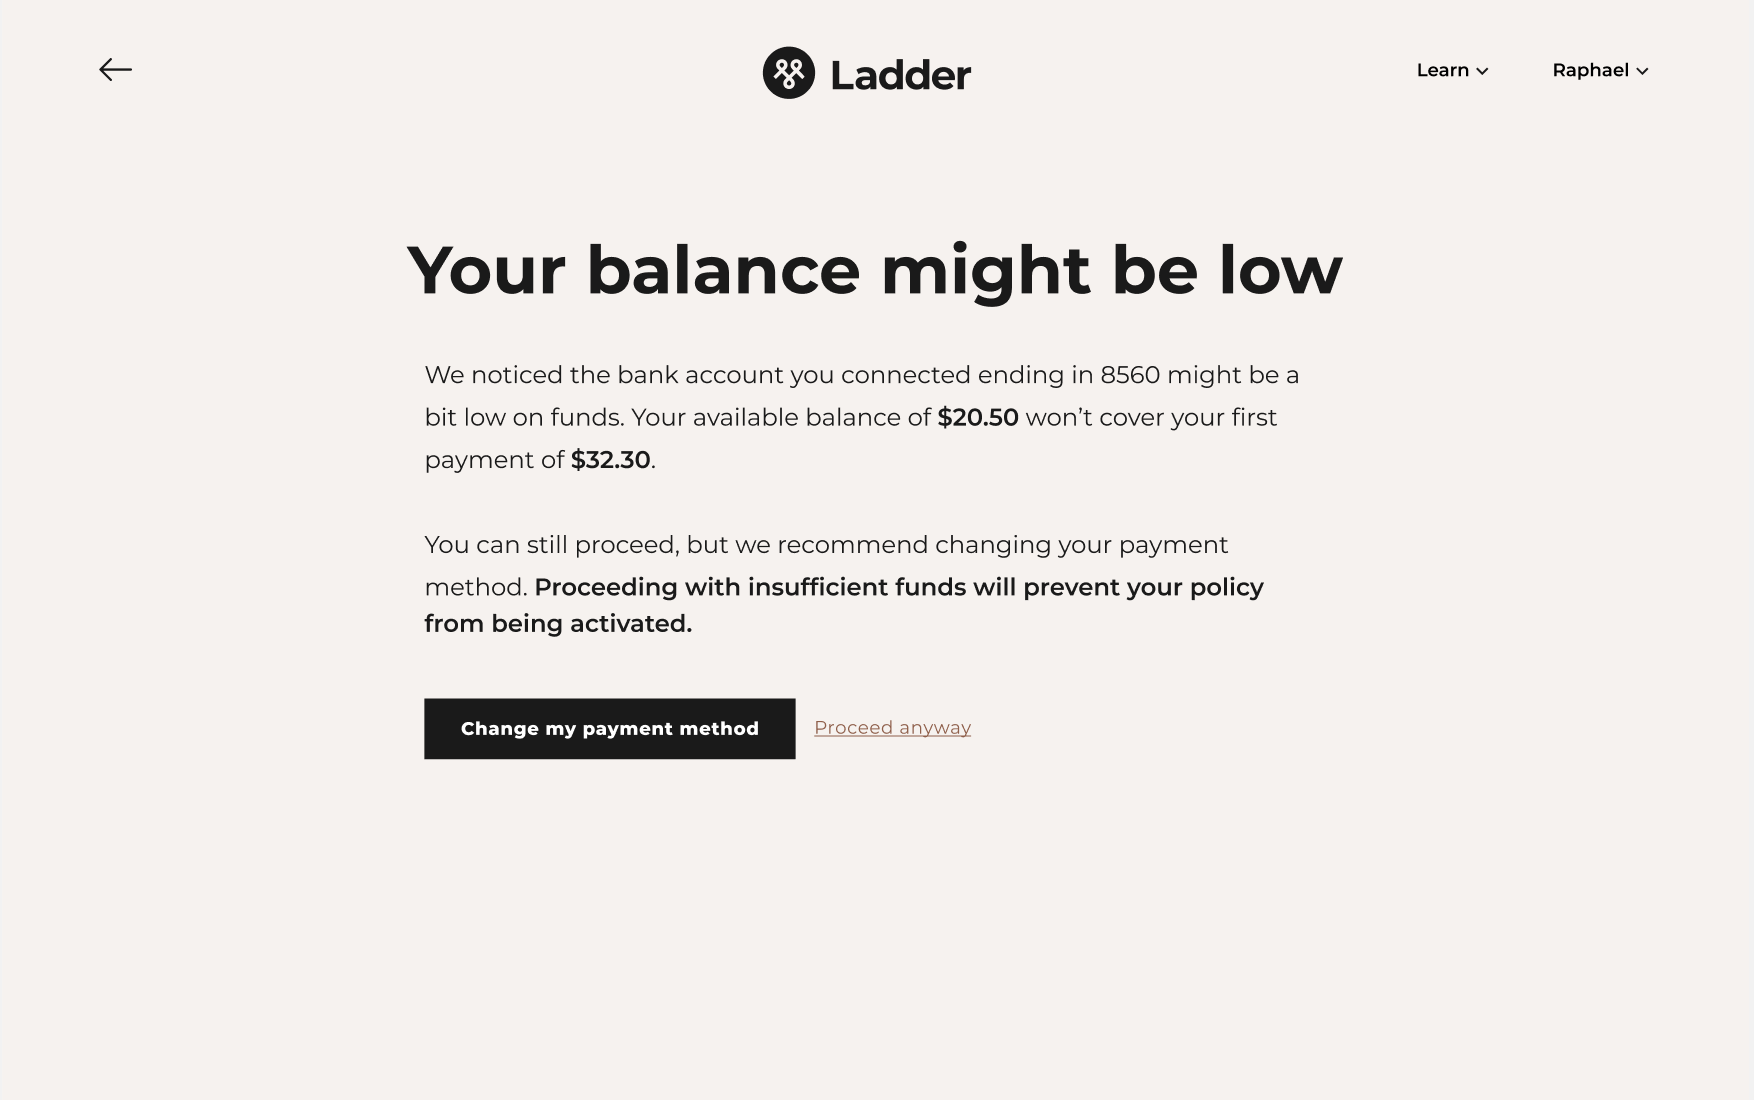 Ladder
Learn
Raphael
Your balance might be low
We noticed the bank account you connected ending in 8560 might be a
bit low on funds. Your available balance of $20.50 won’t cover your first
payment of $32.30.
You can still proceed, but we recommend changing your payment
method. Proceeding with insufficient funds will prevent your policy
from being activated.
Change my payment method
Proceed anyway